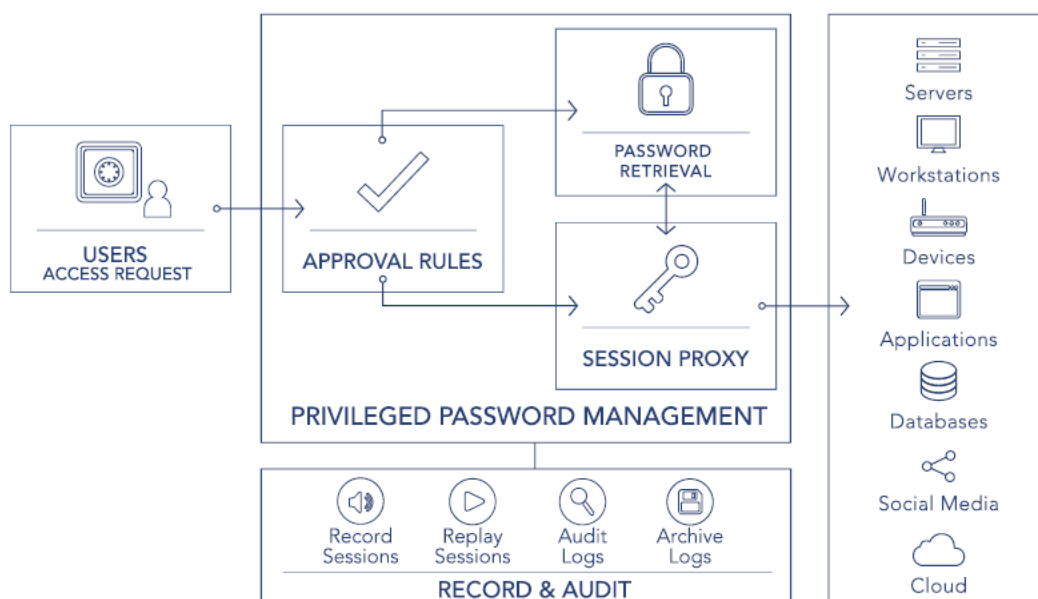 USERS
ACCESS REQUEST
APPROVAL RULES
PASSWORD
RETRIEVAL
SESSION PROXY
PRIVILEGED PASSWORD MANAGEMENT
Record
Sessions
Replay
Sessions
Audit
Logs
Archive
Logs
RECORD & AUDIT
Servers
Workstations
Devices
Applications
Databases
Social Media
Cloud